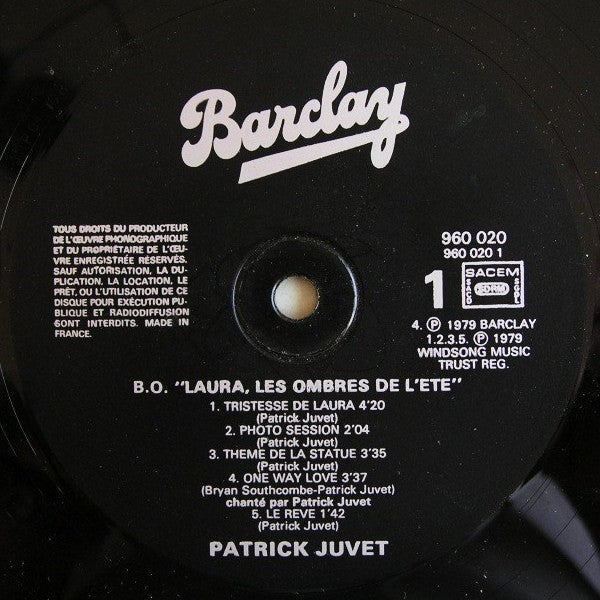 Barclay
TOUS DROITS DU PRODUCTEUR
DE L'ŒUVRE PHONOGRAPHIQUE
ET DU PROPRIÉTAIRE DE L'ŒU-
VRE ENREGISTRÉE RÉSERVÉS.
SAUF AUTORISATION, LA DU-
PLICATION, LA LOCATION, LE
PRÊT, OU L'UTILISATION DE CE
DISQUE POUR EXÉCUTION PU-
BLIQUE ET RADIODIFFUSION
SONT INTERDITS. MADE IN
FRANCE.
960 020
960 020 1
1
SACEM
SACD
SDRM
SGDL
4. Ⓟ 1979 BARCLAY
1.2.3.5. Ⓟ 1979
WINDSONG MUSIC
TRUST REG.
B.O. "LAURA, LES OMBRES DE L'ETE"
1. TRISTESSE DE LAURA 4'20
(Patrick Juvet)
2. PHOTO SESSION 2'04
(Patrick Juvet)
3. THEME DE LA STATUE 3'35
(Patrick Juvet)
4. ONE WAY LOVE 3'37
(Bryan Southcombe-Patrick Juvet)
chanté par Patrick Juvet
5. LE REVE 1'42
(Patrick Juvet)
PATRICK JUVET